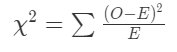 χ² = ∑ (O−E)²/E